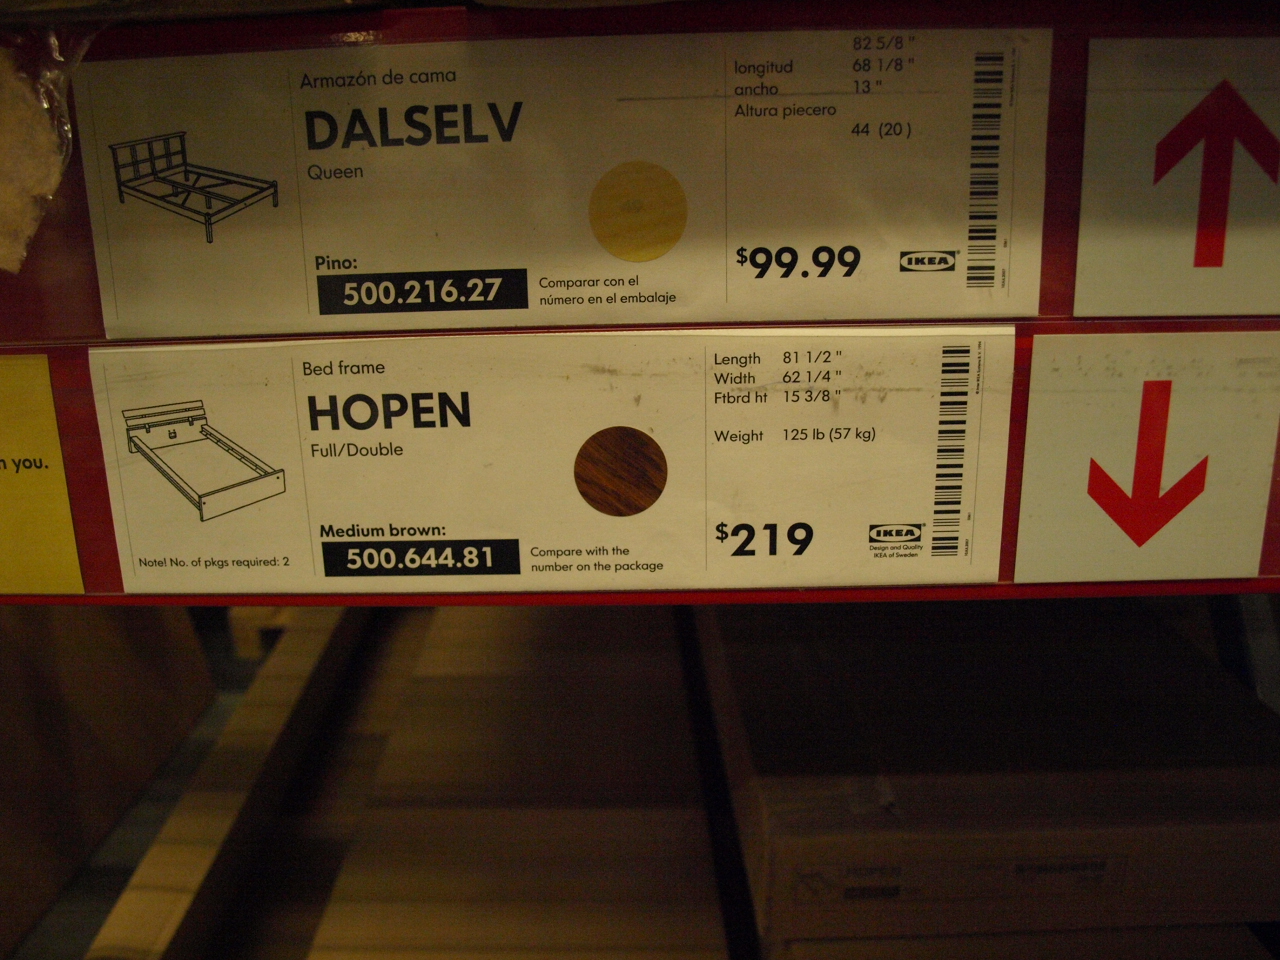 Armazón de cama
DALSELV
Queen
Pino:
500.216.27
Comparar con el
número en el embalaje
82 5/8 "
longitud 68 1/8 "
ancho 13 "
Altura piecero
44 (20 )
$99.99
IKEA
n you.
Bed frame
HOPEN
Full/Double
Note! No. of pkgs required: 2
Medium brown:
500.644.81
Compare with the
number on the package
Length 81 1/2 "
Width 62 1/4 "
Ftbrd ht 15 3/8 "
Weight 125 lb (57 kg)
$219
IKEA
Design and Quality
IKEA of Sweden
HOPEN